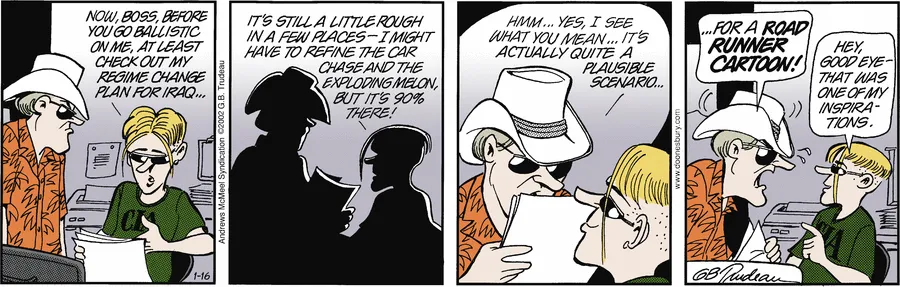 NOW, BOSS, BEFORE
YOU GO BALLISTIC
ON ME, AT LEAST
CHECK OUT MY
REGIME CHANGE
PLAN FOR IRAQ...
CIA
1-16
Andrews McMeel Syndication ©2002 G.B. Trudeau
IT'S STILL A LITTLE ROUGH
IN A FEW PLACES—I MIGHT
HAVE TO REFINE THE CAR
CHASE AND THE
EXPLODING MELON,
BUT IT'S 90%
THERE!
HMM... YES, I SEE
WHAT YOU MEAN... IT'S
ACTUALLY QUITE A
PLAUSIBLE
SCENARIO...
www.doonesbury.com
...FOR A ROAD
RUNNER
CARTOON!
HEY,
GOOD EYE—
THAT WAS
ONE OF MY
INSPIRA-
TIONS.
CIA
GB Trudeau